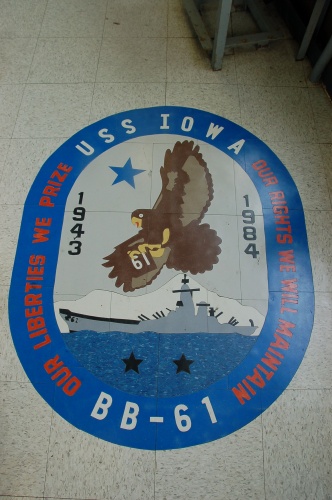 USS IOWA
OUR LIBERTIES WE PRIZE
OUR RIGHTS WE WILL MAINTAIN
1943
1984
61
BB-61